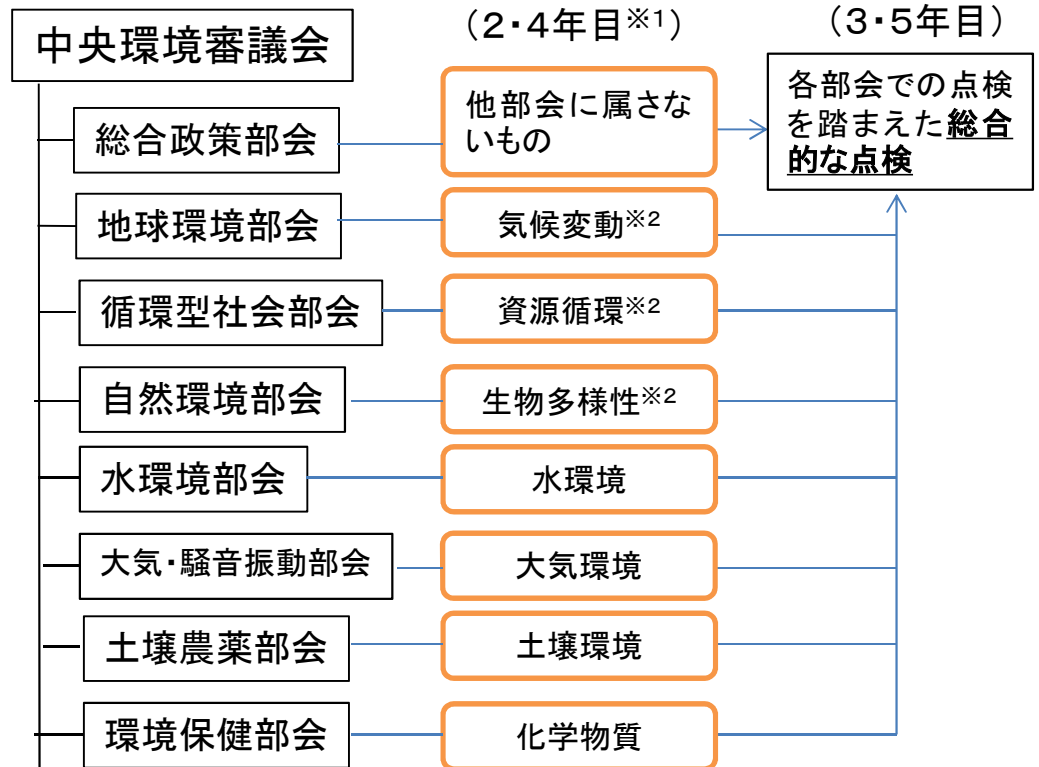 中央環境審議会
（2・4年目※1）
（3・5年目）
総合政策部会
他部会に属さな
いもの
各部会での点検
を踏まえた総合
的な点検
地球環境部会
気候変動※2
循環型社会部会
資源循環※2
自然環境部会
生物多様性※2
水環境部会
水環境
大気・騒音振動部会
大気環境
土壌農薬部会
土壌環境
環境保健部会
化学物質